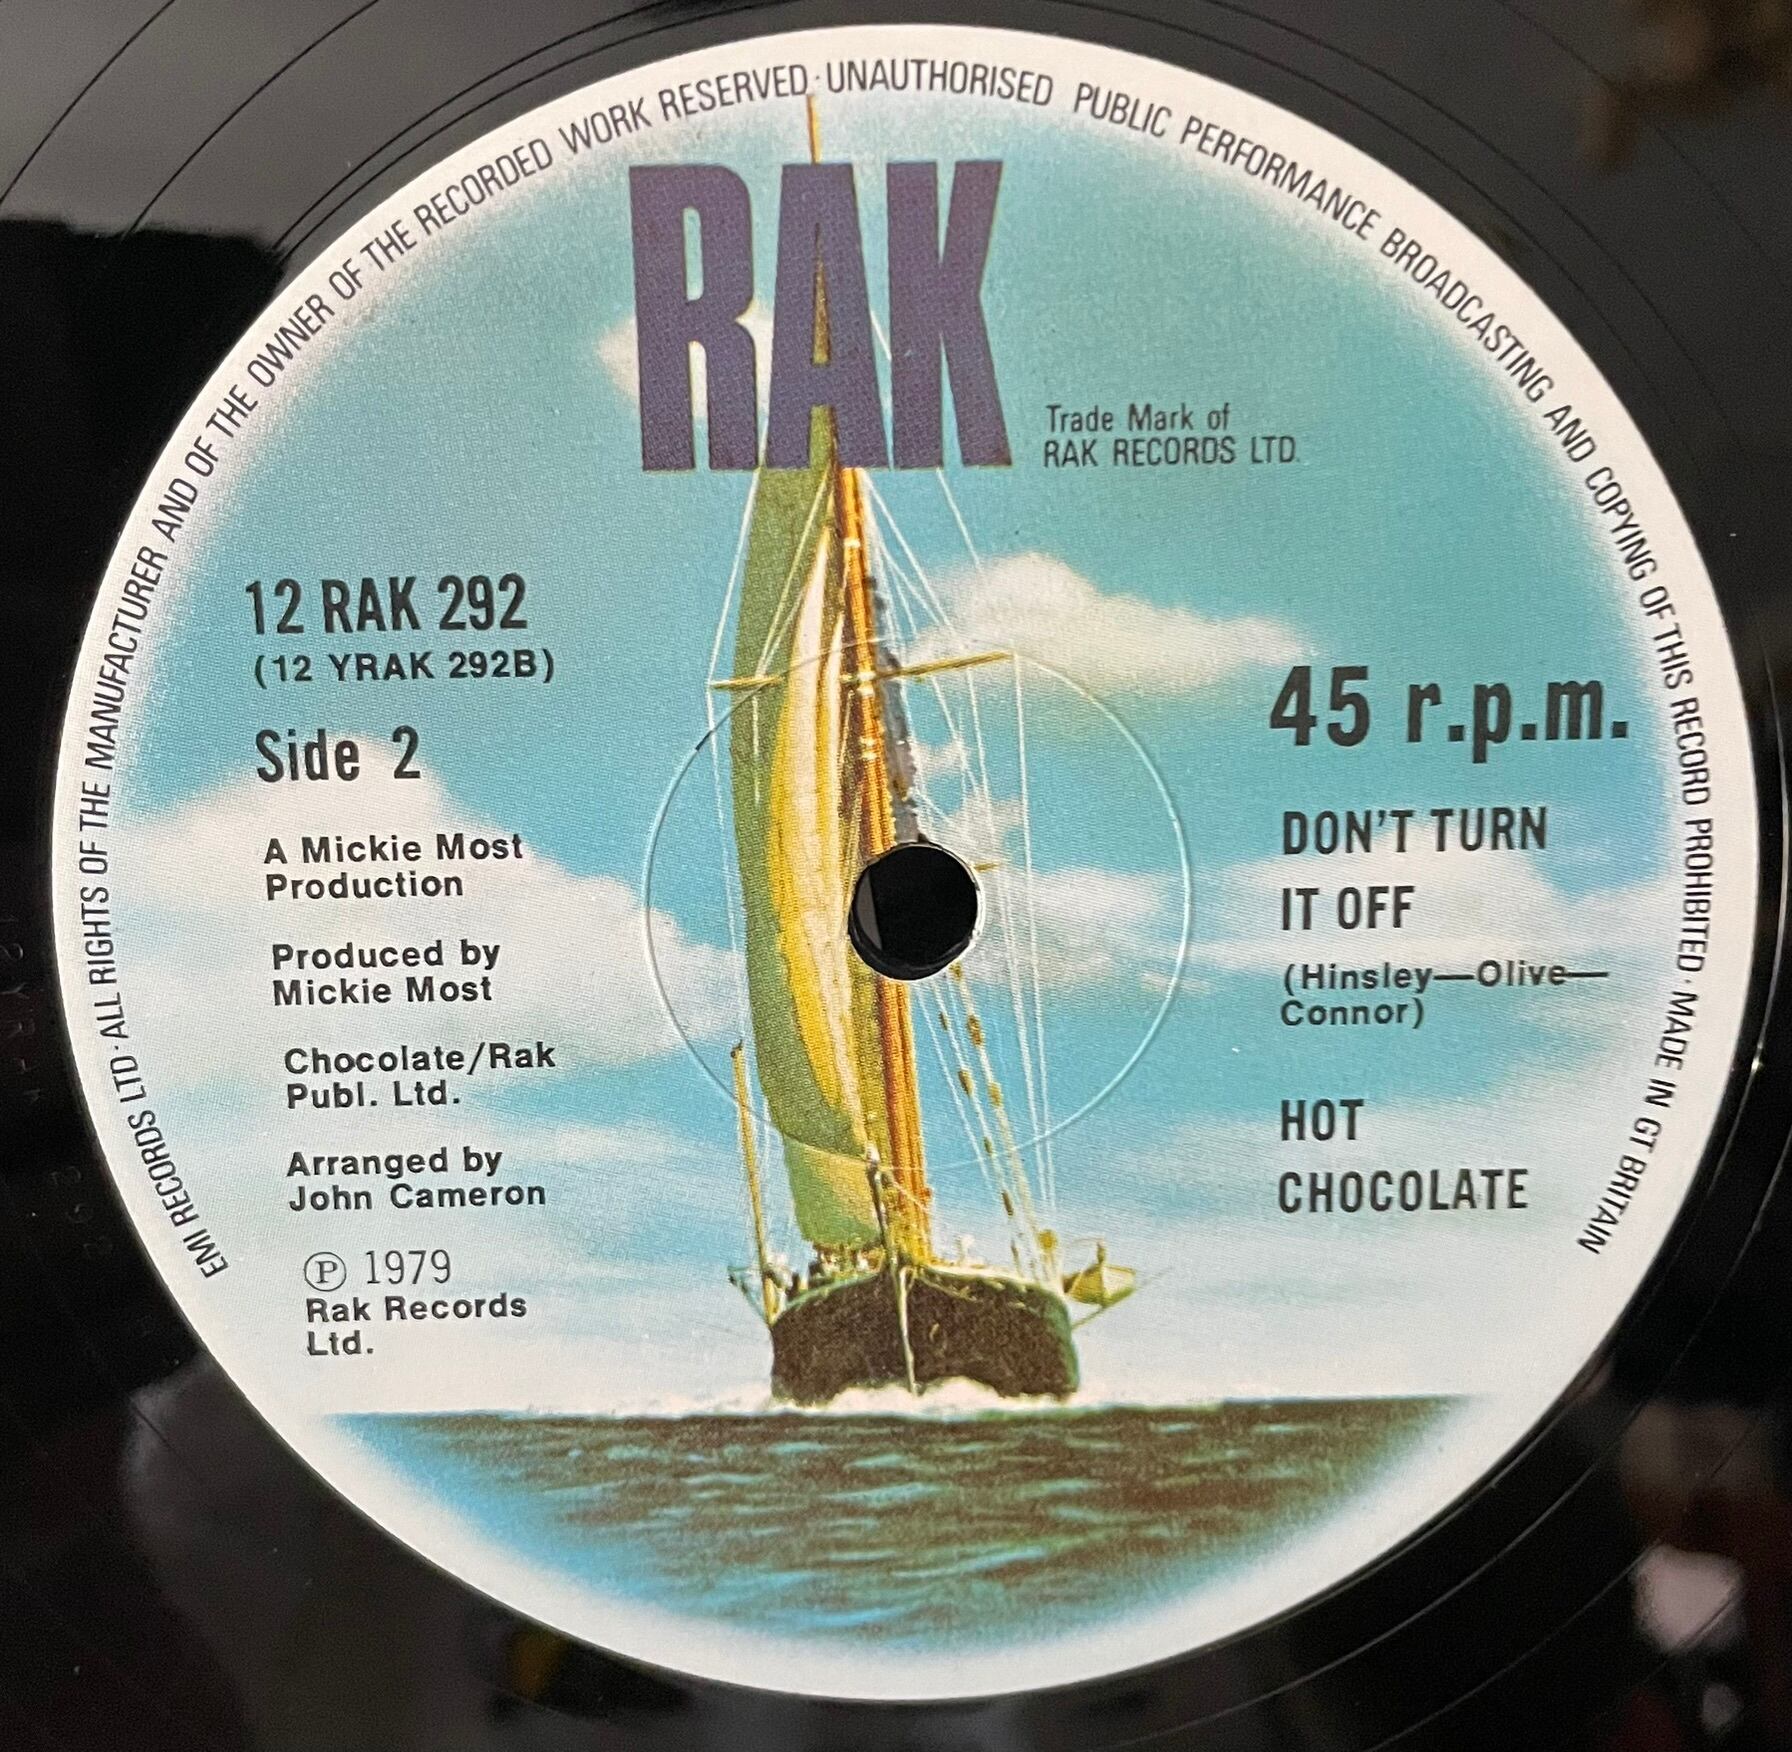 EMI RECORDS LTD · ALL RIGHTS OF THE MANUFACTURER AND OF THE OWNER OF THE RECORDED WORK RESERVED · UNAUTHORISED PUBLIC PERFORMANCE BROADCASTING AND COPYING OF THIS RECORD PROHIBITED · MADE IN GT BRITAIN
RAK
Trade Mark of
RAK RECORDS LTD.
12 RAK 292
(12 YRAK 292B)
Side 2
A Mickie Most
Production
Produced by
Mickie Most
Chocolate/Rak
Publ. Ltd.
Arranged by
John Cameron
Ⓟ 1979
Rak Records
Ltd.
45 r.p.m.
DON'T TURN
IT OFF
(Hinsley—Olive—
Connor)
HOT
CHOCOLATE